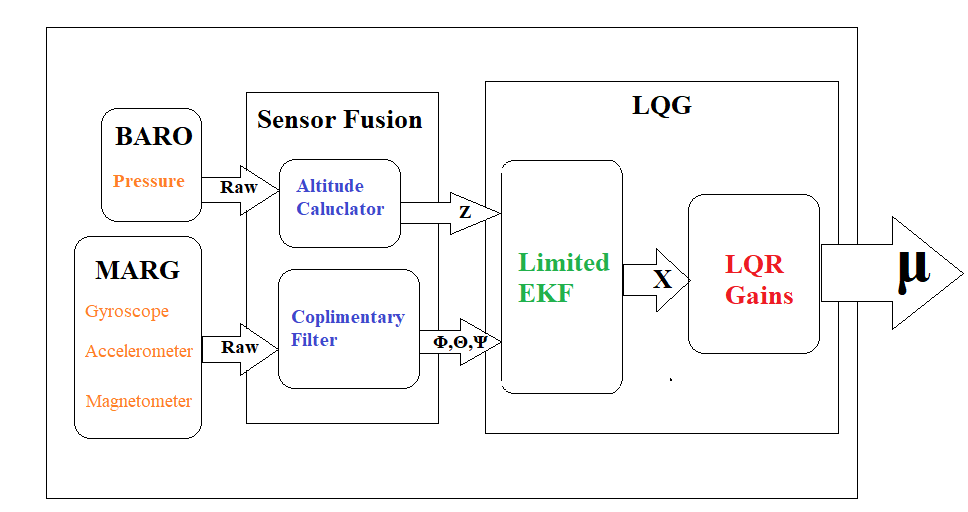 BARO
Pressure
MARG
Gyroscope
Accelerometer
Magnetometer
Raw
Raw
Sensor Fusion
Altitude
Caluclator
Coplimentary
Filter
Z
Φ,Θ,Ψ
LQG
Limited
EKF
X
LQR
Gains
μ